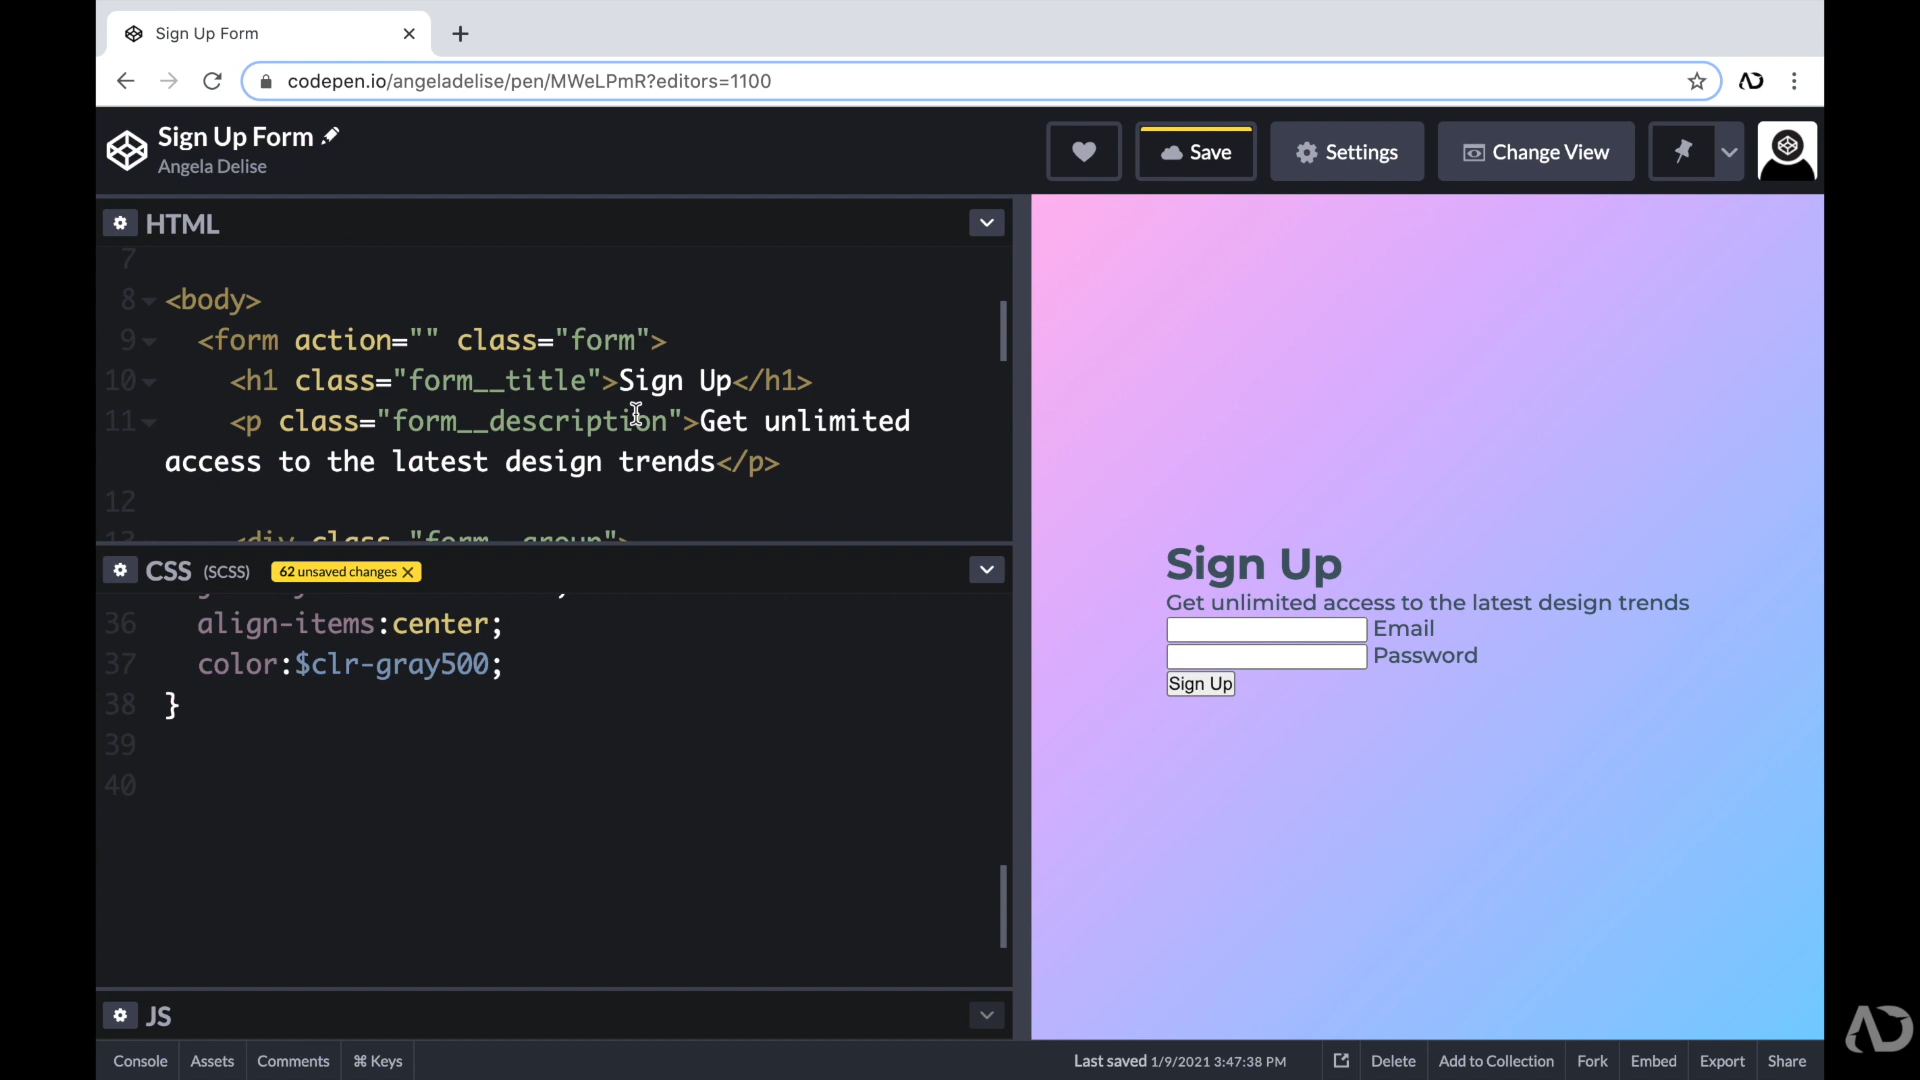 Sign Up Form
codepen.io/angeladelise/pen/MWeLPmR?editors=1100
Sign Up Form
Angela Delise
Save
Settings
Change View
HTML
7
8 <body>
9 <form action="" class="form">
10 <h1 class="form__title">Sign Up</h1>
11 <p class="form__description">Get unlimited
access to the latest design trends</p>
12
13 <div class="form__group">
CSS (SCSS) 62 unsaved changes
36 align-items:center;
37 color:$clr-gray500;
38 }
39
40
JS
Sign Up
Get unlimited access to the latest design trends
Email
Password
Sign Up
Console Assets Comments ⌘ Keys
Last saved 1/9/2021 3:47:38 PM
Delete Add to Collection Fork Embed Export Share